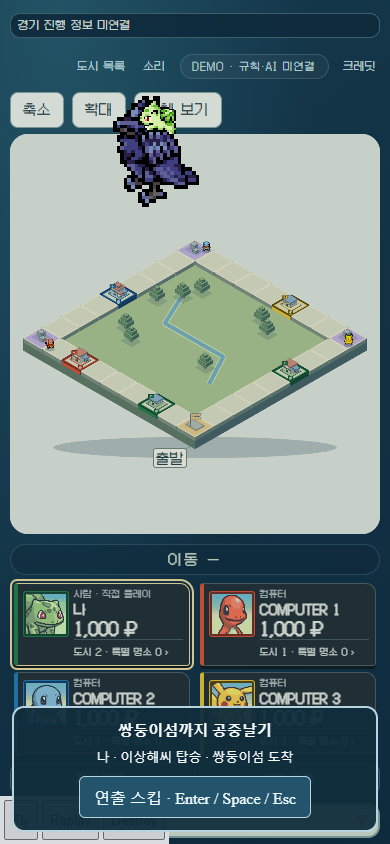 경기 진행 정보 미연결
도시 목록 소리 DEMO · 규칙·AI 미연결 크레딧
축소 확대 보기
출발
이동 —
사람 · 직접 플레이
나
1,000 ₽
도시 2 · 특별 명소 0 ›
컴퓨터
COMPUTER 1
1,000 ₽
도시 1 · 특별 명소 0 ›
컴퓨터
COMPUTER 2
컴퓨터
COMPUTER 3
쌍둥이섬까지 공중날기
나 · 이상해씨 탑승 · 쌍둥이섬 도착
연출 스킵 · Enter / Space / Esc